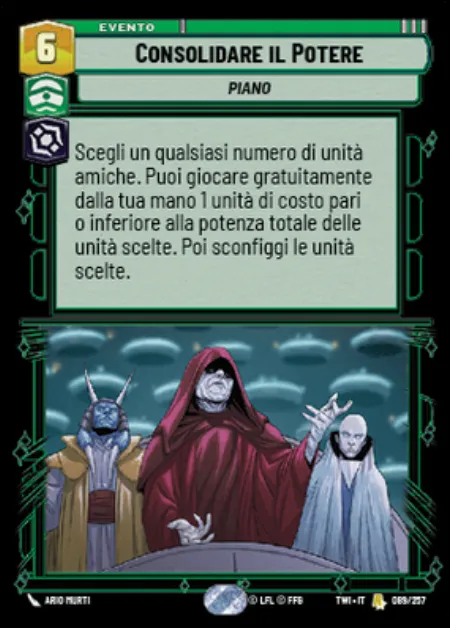 EVENTO
6
CONSOLIDARE IL POTERE
PIANO
Scegli un qualsiasi numero di unità
amiche. Puoi giocare gratuitamente
dalla tua mano 1 unità di costo pari
o inferiore alla potenza totale delle
unità scelte. Poi sconfiggi le unità
scelte.
ARIO MURTI © LFL © FFG TWI • IT 089/257